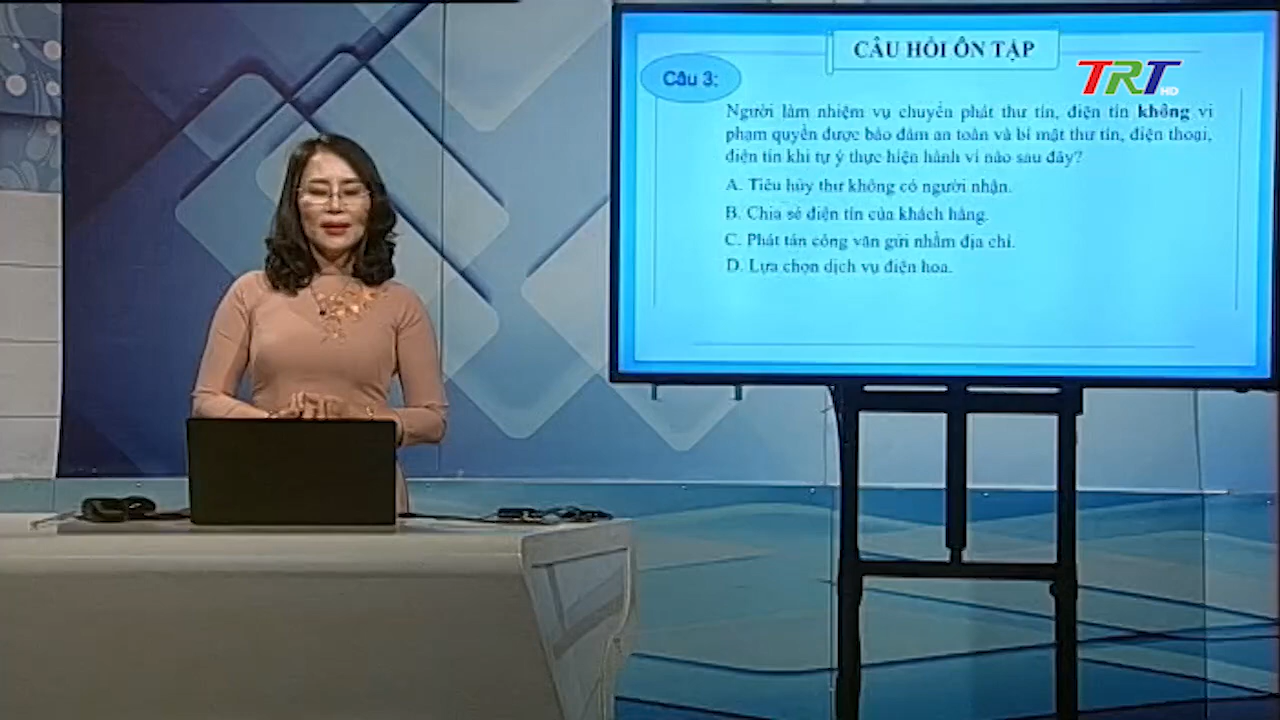 CÂU HỎI ÔN TẬP
TRT HD
Câu 3:
Người làm nhiệm vụ chuyển phát thư tín, điện tín không vi
phạm quyền được bảo đảm an toàn và bí mật thư tín, điện thoại,
điện tín khi tự ý thực hiện hành vi nào sau đây?
A. Tiêu hủy thư không có người nhận.
B. Chia sẻ điện tín của khách hàng.
C. Phát tán công văn gửi nhầm địa chỉ.
D. Lựa chọn dịch vụ điện hoa.